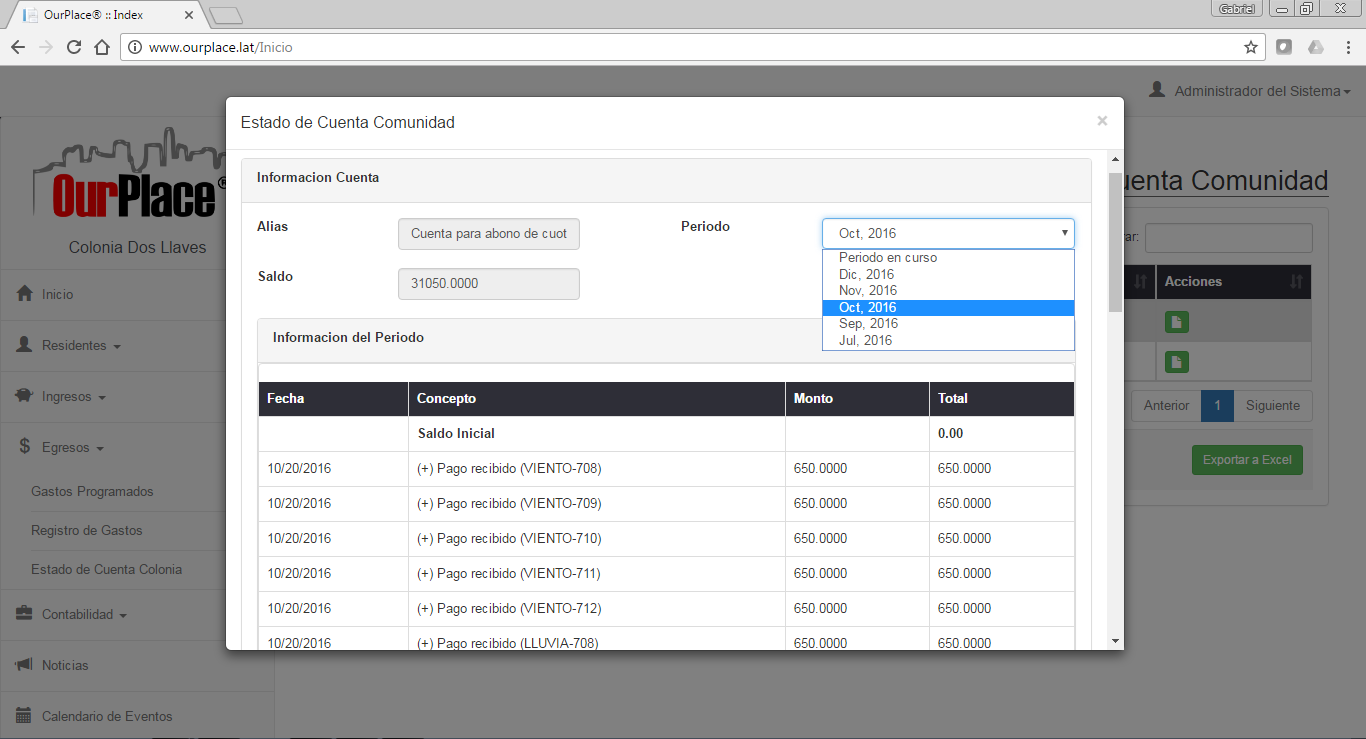 OurPlace® :: Index
Gabriel
www.ourplace.lat/Inicio
Administrador del Sistema
OurPlace®
Colonia Dos Llaves
Inicio
Residentes
Ingresos
$ Egresos
Gastos Programados
Registro de Gastos
Estado de Cuenta Colonia
Contabilidad
Noticias
Calendario de Eventos
Estado de Cuenta Comunidad ×
Informacion Cuenta
Alias Cuenta para abono de cuot Periodo Oct, 2016
Periodo en curso
Dic, 2016
Nov, 2016
Oct, 2016
Sep, 2016
Jul, 2016
Saldo 31050.0000
Informacion del Periodo
Fecha Concepto Monto Total
Saldo Inicial 0.00
10/20/2016 (+) Pago recibido (VIENTO-708) 650.0000 650.0000
10/20/2016 (+) Pago recibido (VIENTO-709) 650.0000 650.0000
10/20/2016 (+) Pago recibido (VIENTO-710) 650.0000 650.0000
10/20/2016 (+) Pago recibido (VIENTO-711) 650.0000 650.0000
10/20/2016 (+) Pago recibido (VIENTO-712) 650.0000 650.0000
10/20/2016 (+) Pago recibido (LLUVIA-708) 650.0000 650.0000
uenta Comunidad
ar:
Acciones
Anterior 1 Siguiente
Exportar a Excel